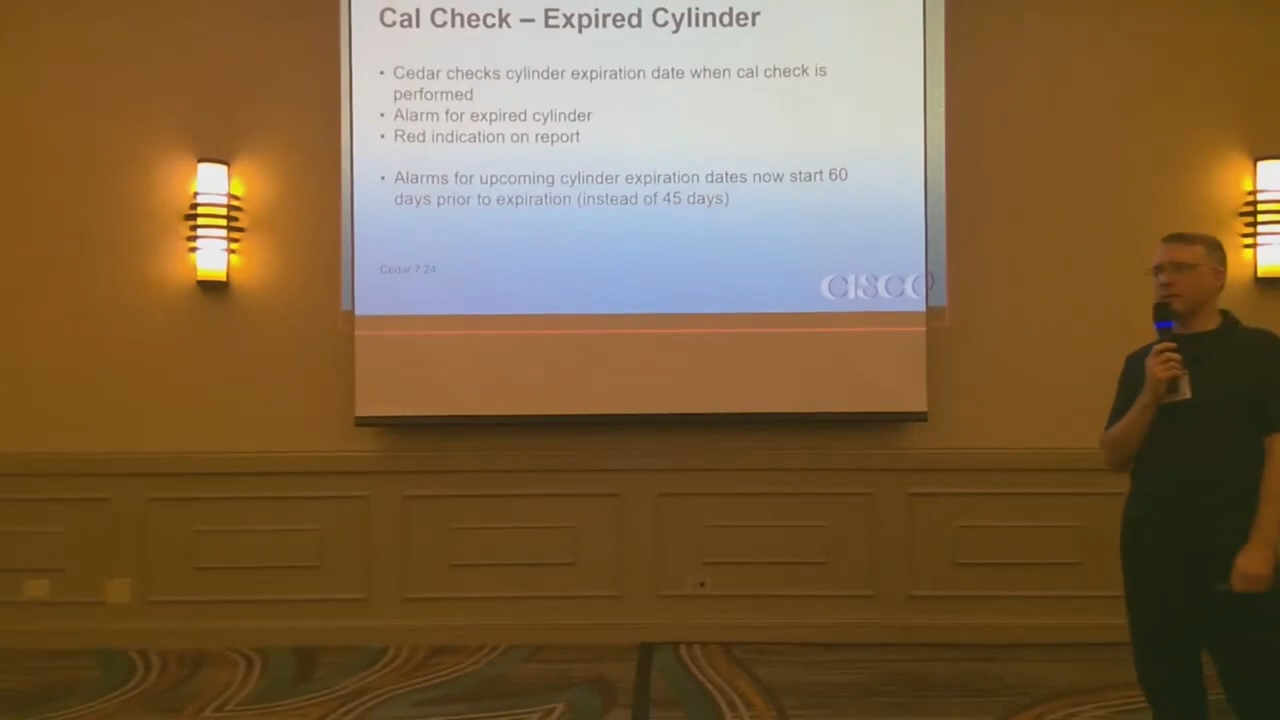 Cal Check – Expired Cylinder
• Cedar checks cylinder expiration date when cal check is
performed
• Alarm for expired cylinder
• Red indication on report
• Alarms for upcoming cylinder expiration dates now start 60
days prior to expiration (instead of 45 days)
Cedar 7.24
CISCO